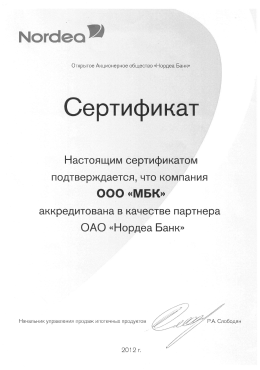 Nordea
Открытое Акционерное общество «Нордеа Банк»
Сертификат
Настоящим сертификатом
подтверждается, что компания
ООО «МБК»
аккредитована в качестве партнера
ОАО «Нордеа Банк»
Начальник управления продаж ипотечных продуктов
Р.А. Слободян
2012 г.